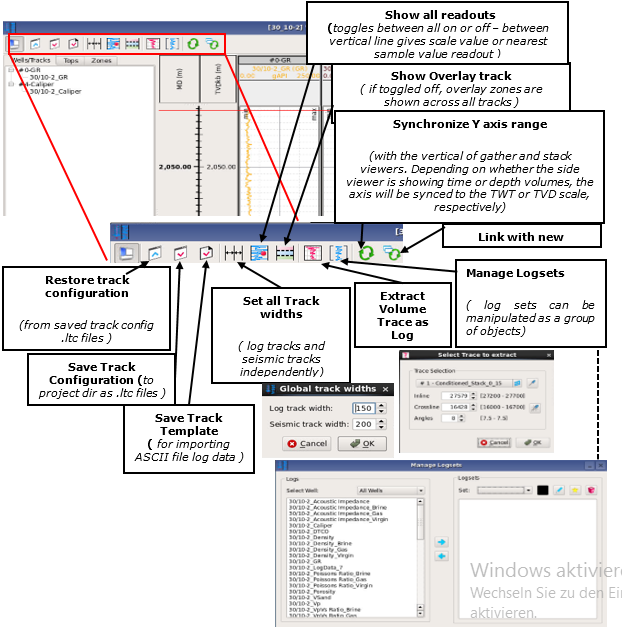 [30_10-2]
Show all readouts
(toggles between all on or off – between
vertical line gives scale value or nearest
sample value readout )
Wells/Tracks Tops Zones
#0-GR
30/10-2_GR
#4-Caliper
30/10-2_Caliper
MD (m)
TVDkb (m)
#0-GR
30/10-2_GR (GR)
0.00 gAPI
min
max
2,050.00
2,050.00
Show Overlay track
( if toggled off, overlay zones are
shown across all tracks )
Synchronize Y axis range
(with the vertical of gather and stack
viewers. Depending on whether the side
viewer is showing time or depth volumes, the
axis will be synced to the TWT or TVD scale,
respectively)
Link with new
Restore track
configuration
(from saved track config
.ltc files )
Save Track
Configuration (to
project dir as .ltc files )
Save Track
Template
( for importing
ASCII file log data )
Set all Track
widths
( log tracks and
seismic tracks
independently)
Extract
Volume
Trace as
Log
Manage Logsets
( log sets can be
manipulated as a group
of objects)
Global track widths
Log track width: 150
Seismic track width: 200
Cancel OK
Select Trace to extract
Trace Selection
# 1 - Conditioned_Stack_0_15
Inline 27579 [27200 - 27700]
Crossline 16428 [16000 - 16700]
Angles 8 [7.5 - 7.5]
Cancel OK
Manage Logsets
Logs
Select Well: All Wells
30/10-2_Acoustic Impedance
30/10-2_Acoustic Impedance_Brine
30/10-2_Acoustic Impedance_Gas
30/10-2_Acoustic Impedance_Virgin
30/10-2_Caliper
30/10-2_DTCO
30/10-2_Density
30/10-2_Density_Brine
30/10-2_Density_Gas
30/10-2_Density_Virgin
30/10-2_GR
30/10-2_LogData_7
30/10-2_Poissons Ratio_Brine
30/10-2_Poissons Ratio_Gas
30/10-2_Poissons Ratio_Virgin
30/10-2_Porosity
30/10-2_VSand
30/10-2_Vp
30/10-2_VpVs Ratio_Brine
30/10-2_VpVs Ratio_Gas
Logsets
Set:
Windows aktivieren
Wechseln Sie zu den Ein
aktivieren.